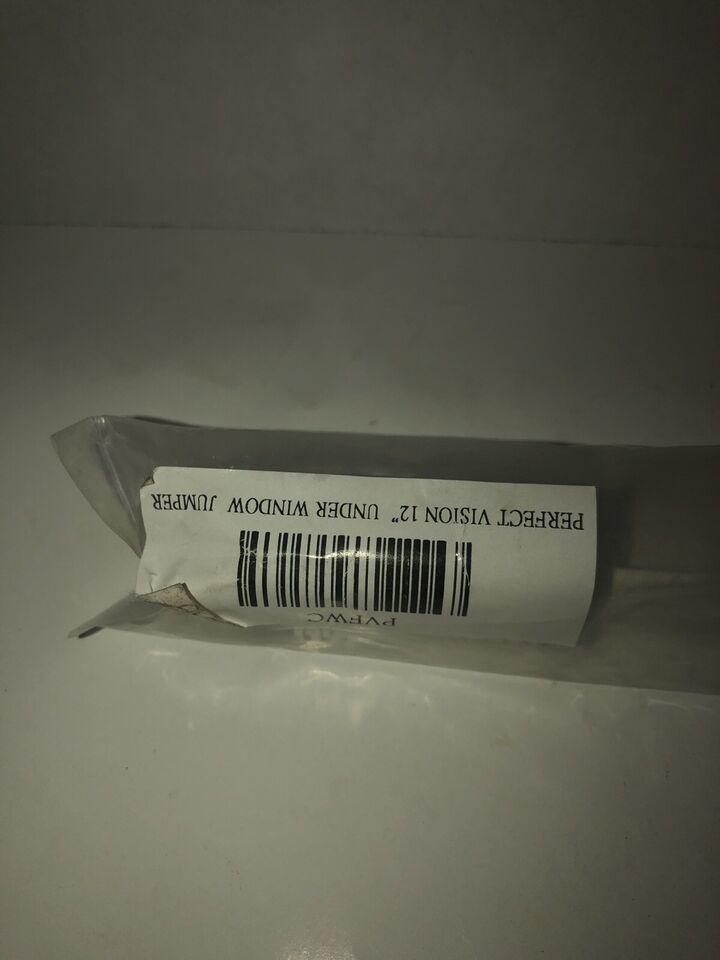 PVFWC
PERFECT VISION 12" UNDER WINDOW JUMPER